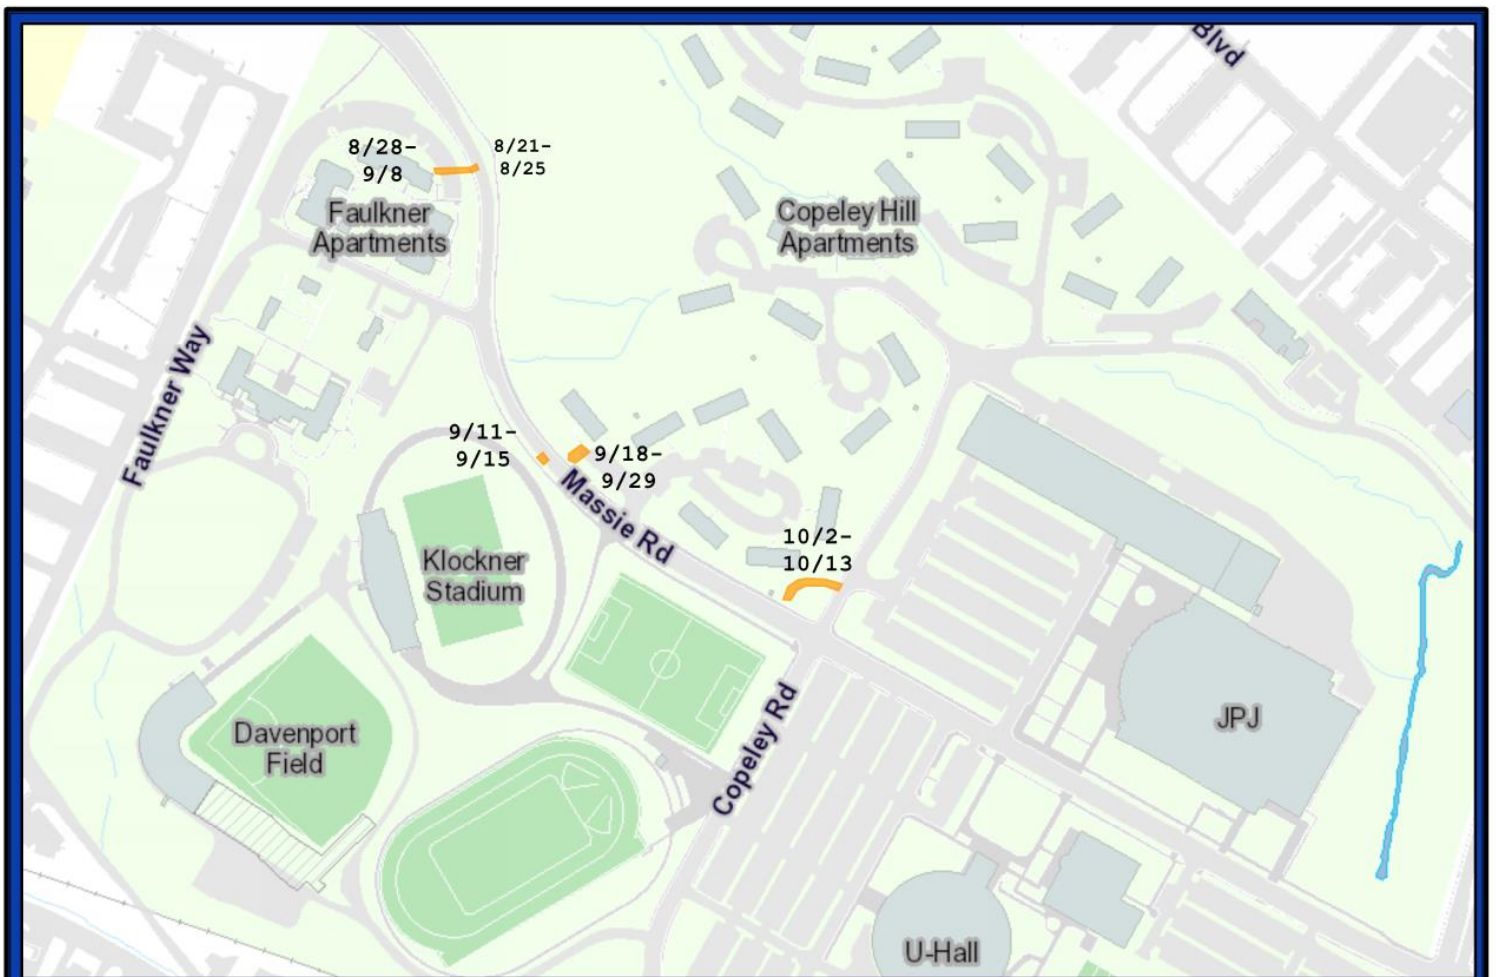 Blvd
8/28-
9/8
8/21-
8/25
Faulkner
Apartments
Copeley Hill
Apartments
Faulkner Way
9/11-
9/15
9/18-
9/29
Massie Rd
10/2-
10/13
Klockner
Stadium
Copeley Rd
JPJ
Davenport
Field
U-Hall